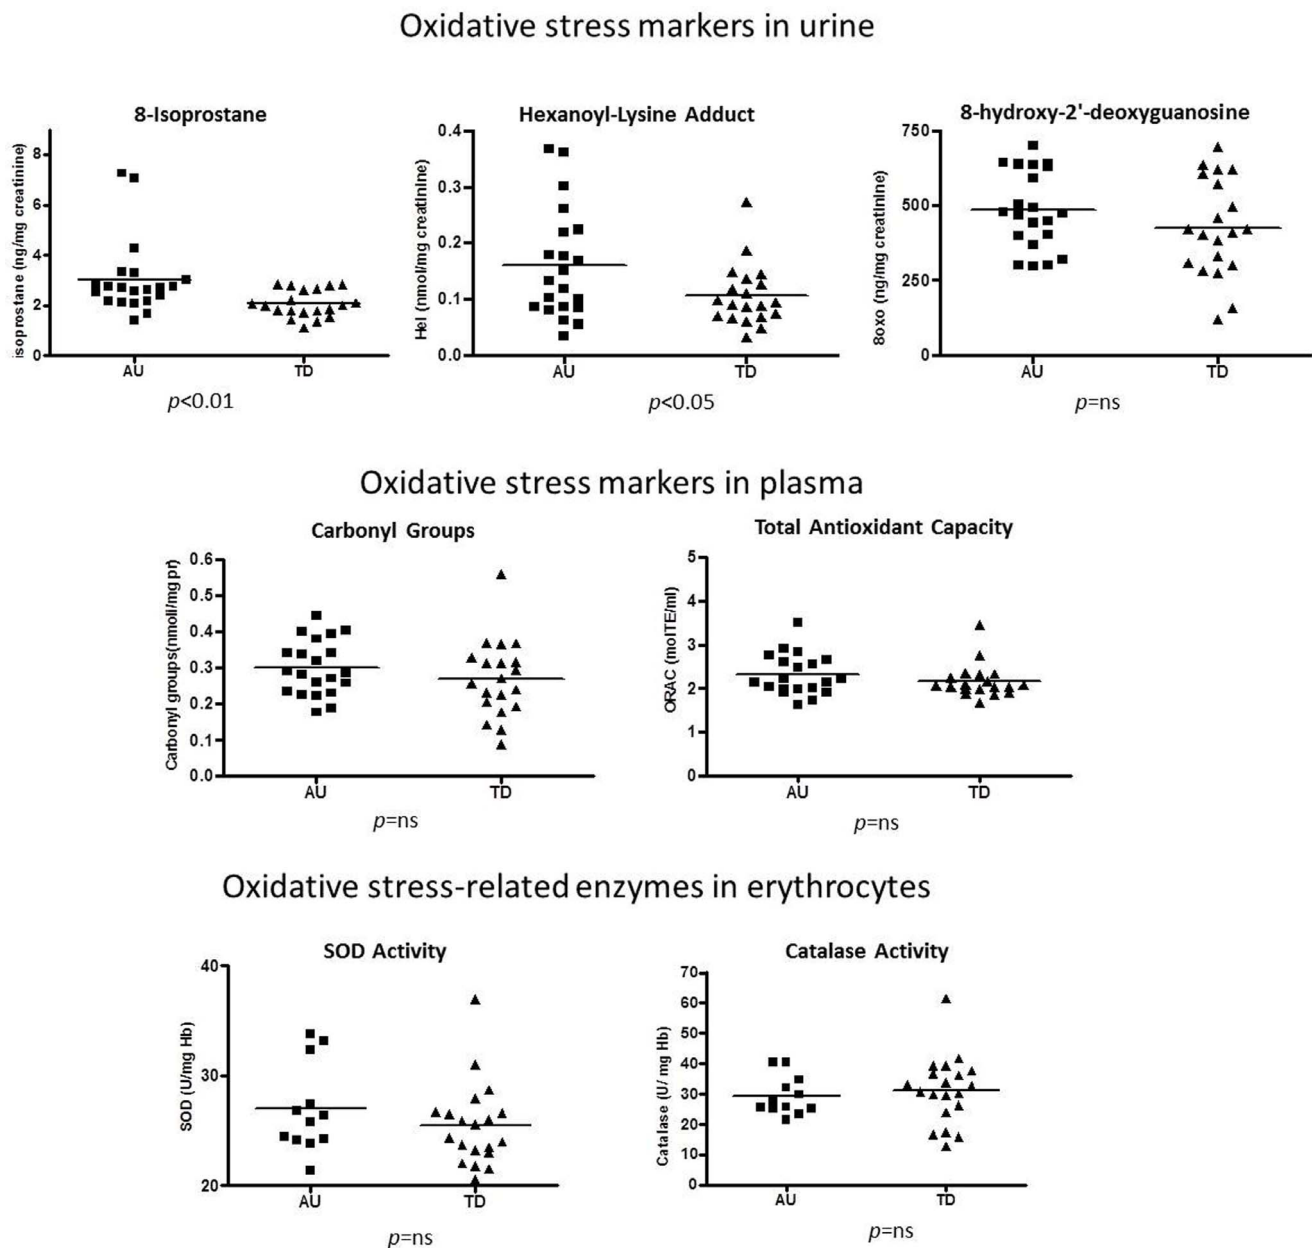 Oxidative stress markers in urine
8-Isoprostane
Hexanoyl-Lysine Adduct
8-hydroxy-2'-deoxyguanosine
isoprostane (ng/mg creatinine)
8
6
4
2
0
AU
TD
p<0.01
Hel (nmol/mg creatinine)
0.4
0.3
0.2
0.1
0.0
AU
TD
p<0.05
8oxo (ng/mg creatinine)
750
500
250
0
AU
TD
p=ns
Oxidative stress markers in plasma
Carbonyl Groups
Total Antioxidant Capacity
Carbonyl groups(nmoli/mg pr)
0.6
0.5
0.4
0.3
0.2
0.1
0.0
AU
TD
p=ns
ORAC (molTE/ml)
5
4
3
2
1
0
AU
TD
p=ns
Oxidative stress-related enzymes in erythrocytes
SOD Activity
Catalase Activity
SOD (U/mg Hb)
40
30
20
AU
TD
p=ns
Catalase (U/ mg Hb)
70
60
50
40
30
20
10
0
AU
TD
p=ns